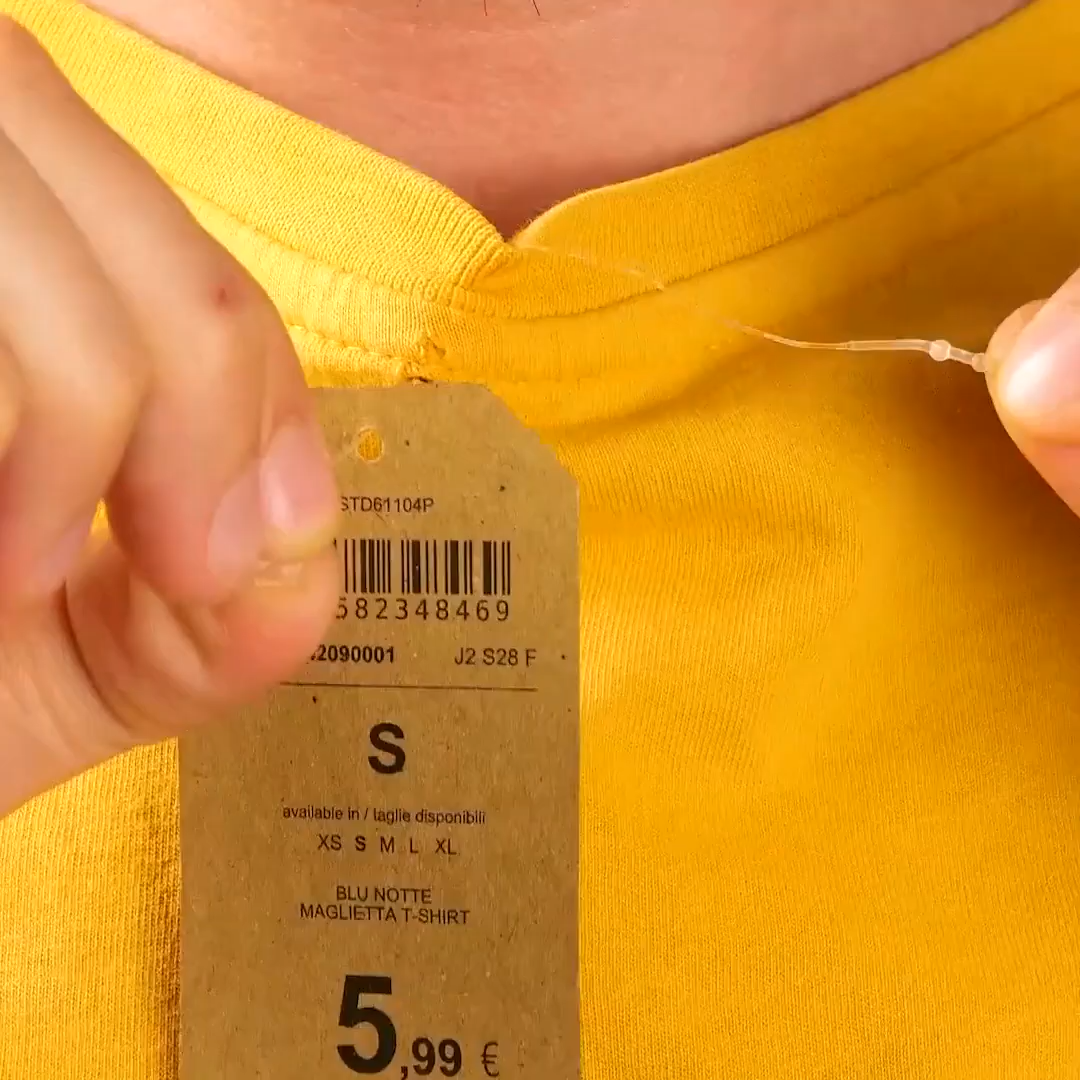 STD61104P
582348469
2090001 J2 S28 F
S
available in / taglie disponibili
XS S M L XL
BLU NOTTE
MAGLIETTA T-SHIRT
5,99 €